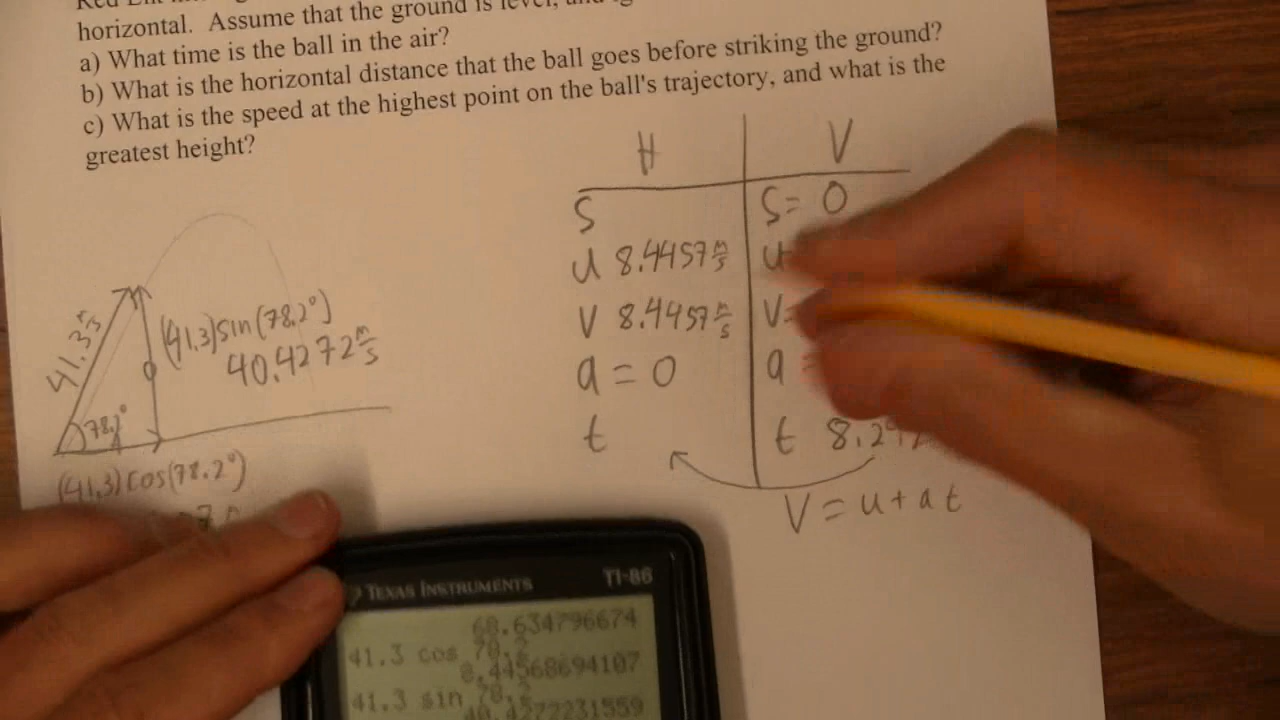 horizontal. Assume that the ground is level, and
a) What time is the ball in the air?
b) What is the horizontal distance that the ball goes before striking the ground?
c) What is the speed at the highest point on the ball's trajectory, and what is the
greatest height?
H V
S S= 0
u 8.4457 m/s u
v 8.4457 m/s V=
a = 0 a =
t t 8.2
V = u + a t
41.3 m/s
(41.3) sin(78.2°)
40.4272 m/s
78.2°
(41.3) cos(78.2°)
TEXAS INSTRUMENTS TI-86
68.634796674
41.3 cos 78.2
8.44568694107
41.3 sin 78.2